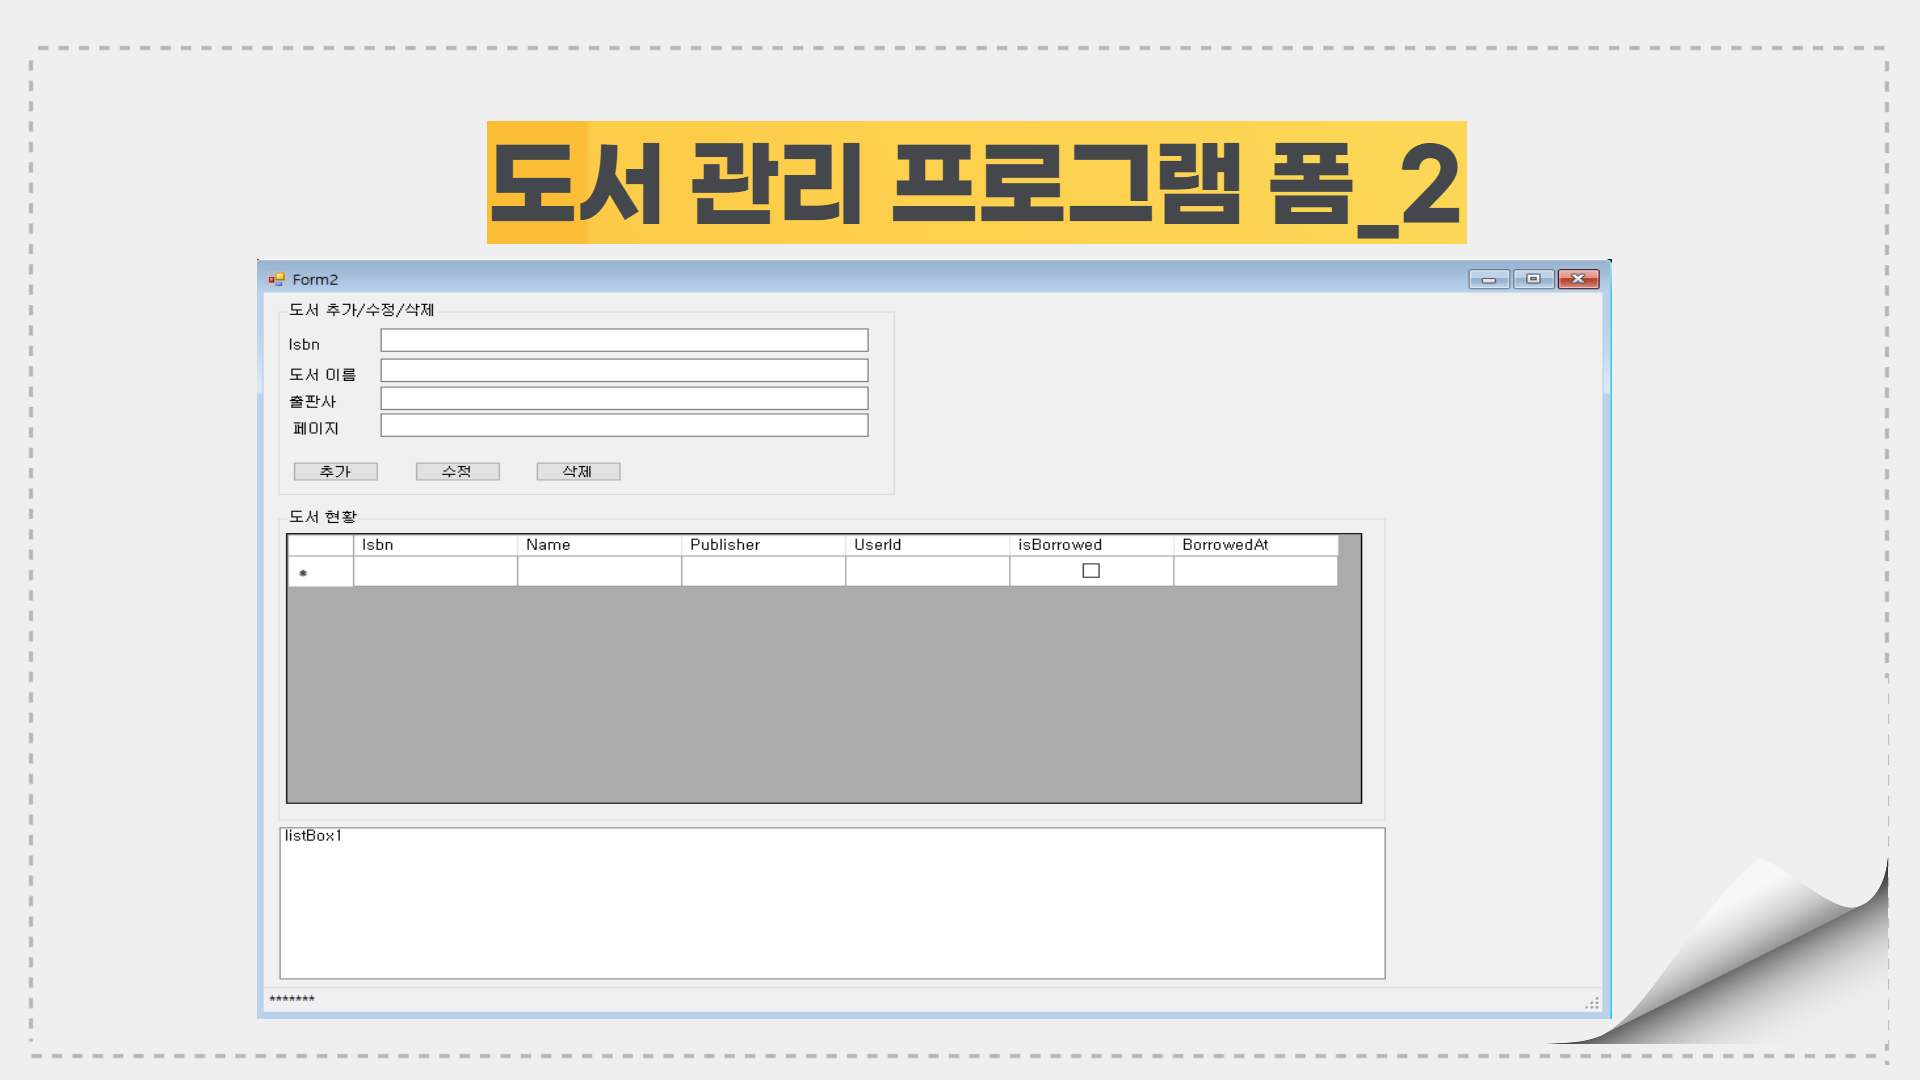 도서 관리 프로그램 폼_2
Form2
도서 추가/수정/삭제
Isbn
도서 이름
출판사
페이지
추가 수정 삭제
도서 현황
Isbn Name Publisher UserId isBorrowed BorrowedAt
listBox1
*******